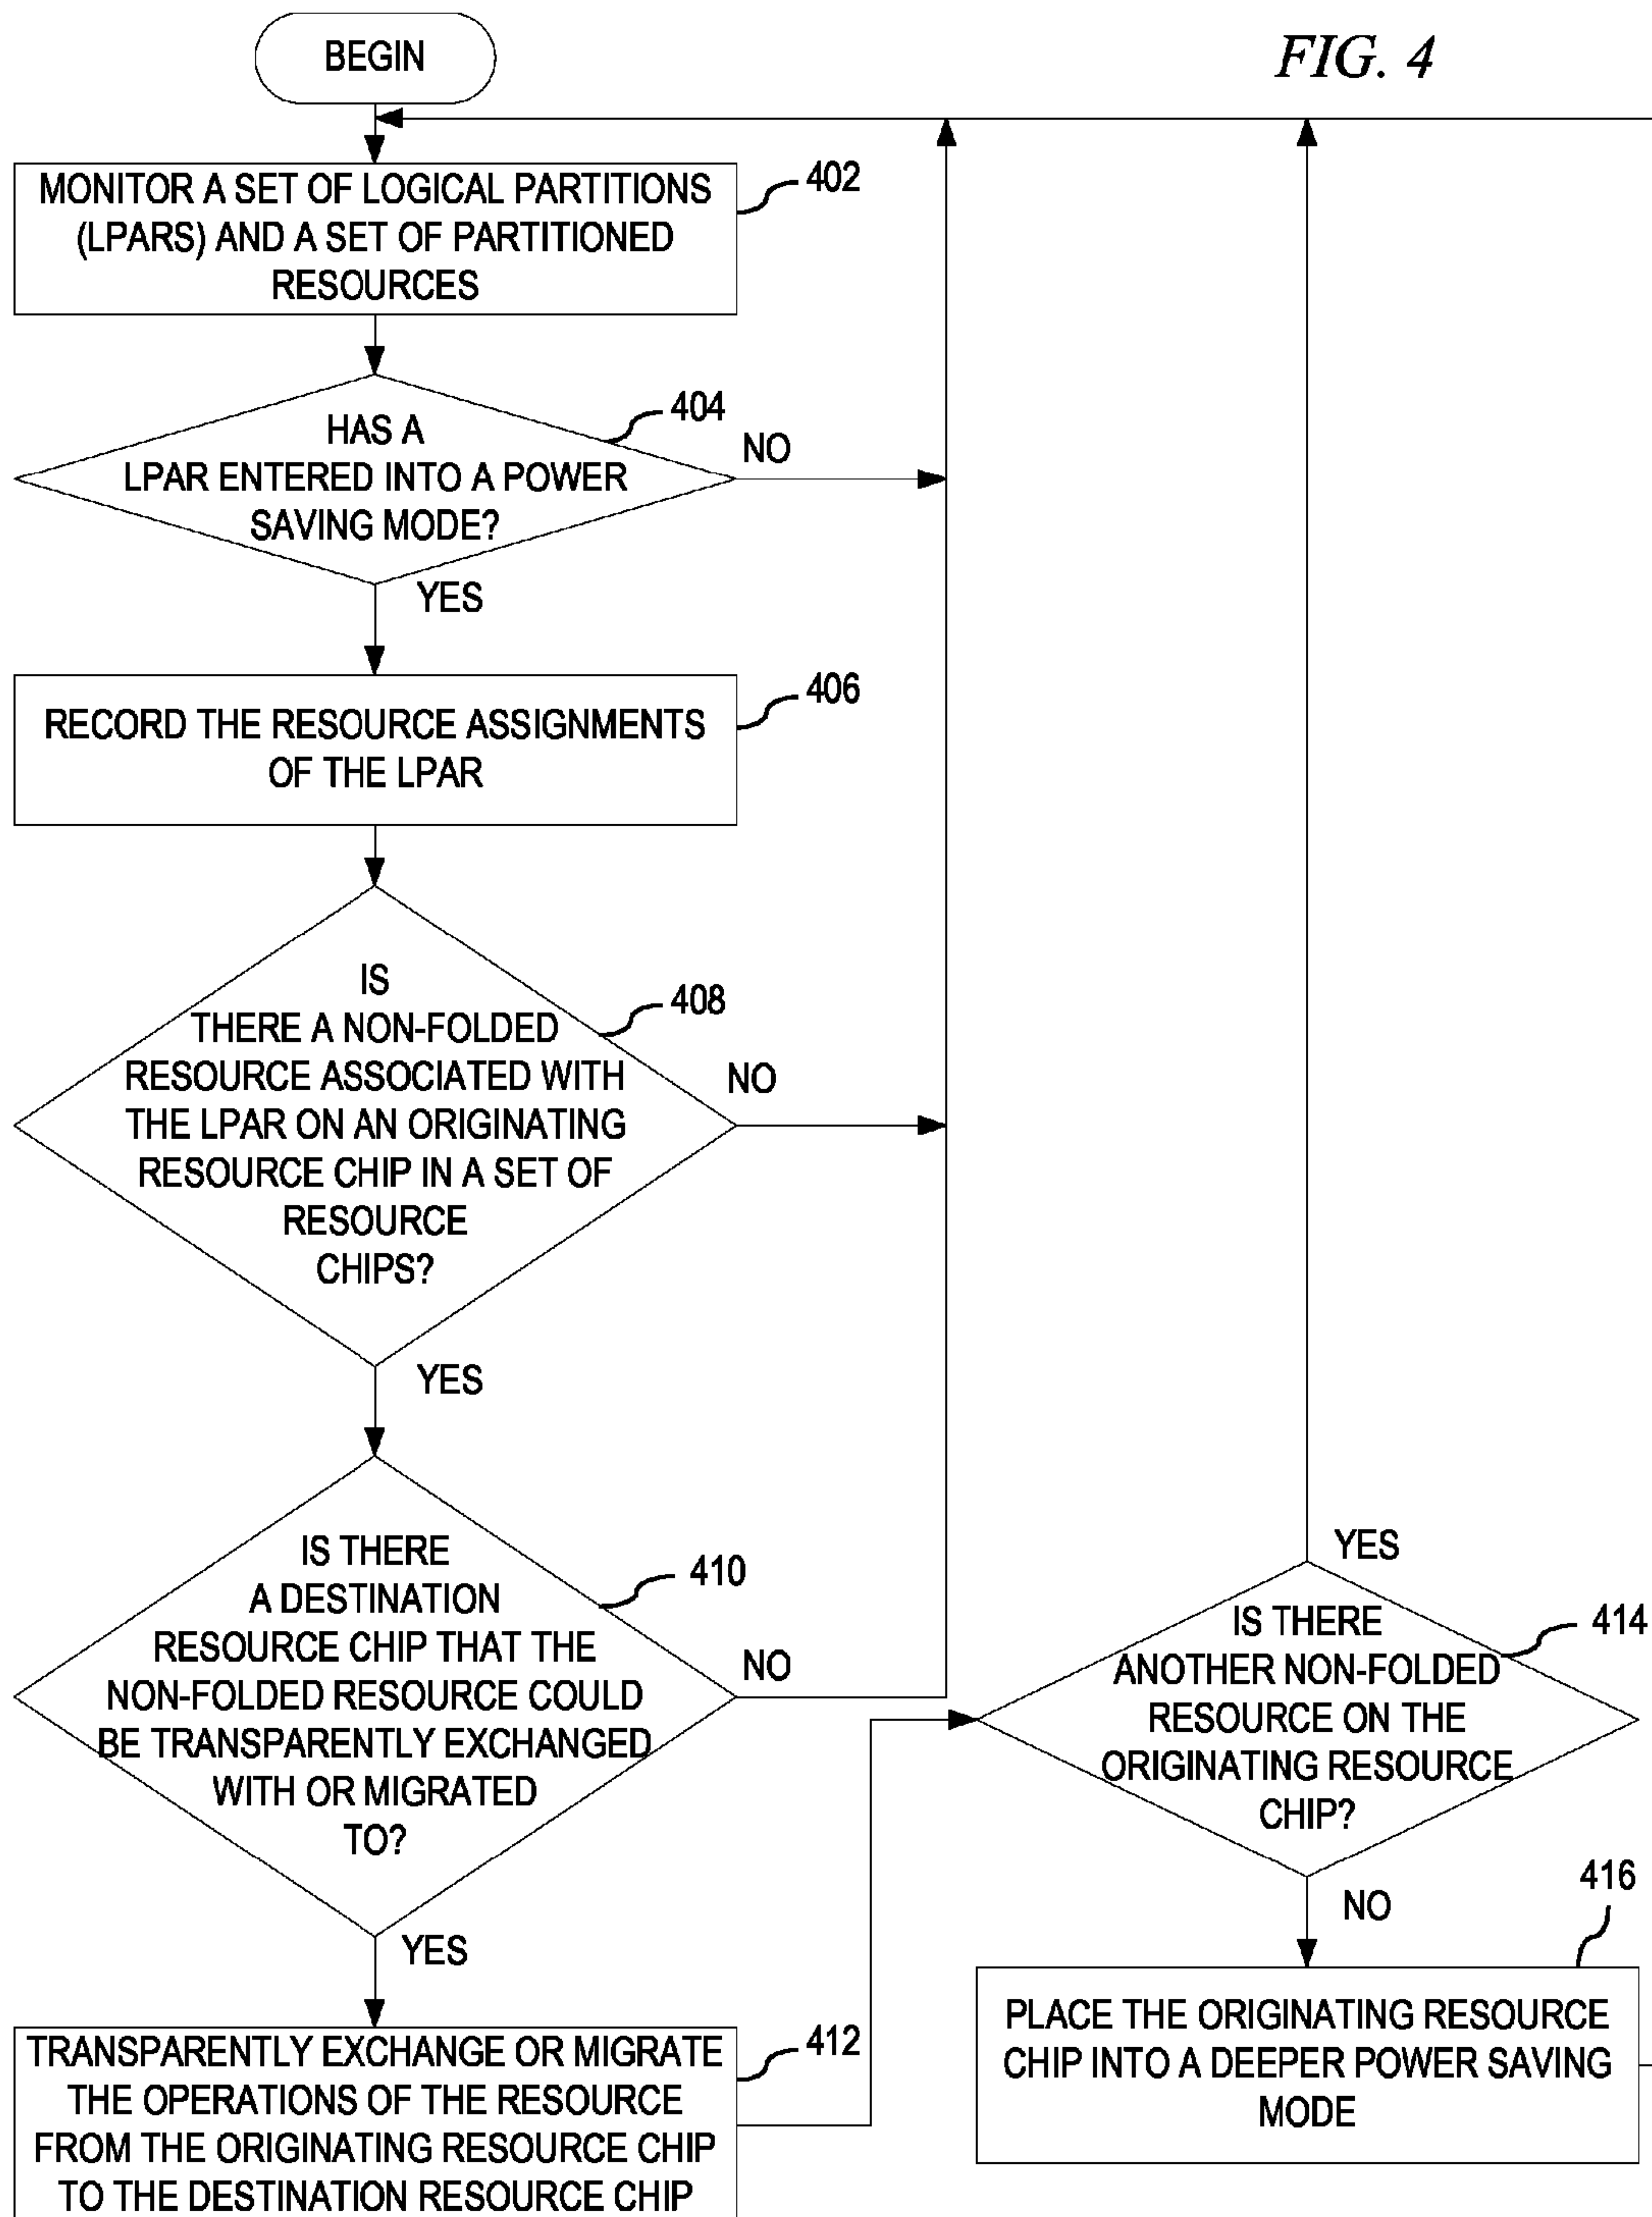 BEGIN
FIG. 4
MONITOR A SET OF LOGICAL PARTITIONS
(LPARS) AND A SET OF PARTITIONED
RESOURCES
402
HAS A
LPAR ENTERED INTO A POWER
SAVING MODE?
404
NO
YES
RECORD THE RESOURCE ASSIGNMENTS
OF THE LPAR
406
IS
THERE A NON-FOLDED
RESOURCE ASSOCIATED WITH
THE LPAR ON AN ORIGINATING
RESOURCE CHIP IN A SET OF
RESOURCE
CHIPS?
408
NO
YES
IS THERE
A DESTINATION
RESOURCE CHIP THAT THE
NON-FOLDED RESOURCE COULD
BE TRANSPARENTLY EXCHANGED
WITH OR MIGRATED
TO?
410
NO
YES
TRANSPARENTLY EXCHANGE OR MIGRATE
THE OPERATIONS OF THE RESOURCE
FROM THE ORIGINATING RESOURCE CHIP
TO THE DESTINATION RESOURCE CHIP
412
YES
IS THERE
ANOTHER NON-FOLDED
RESOURCE ON THE
ORIGINATING RESOURCE
CHIP?
414
NO
416
PLACE THE ORIGINATING RESOURCE
CHIP INTO A DEEPER POWER SAVING
MODE